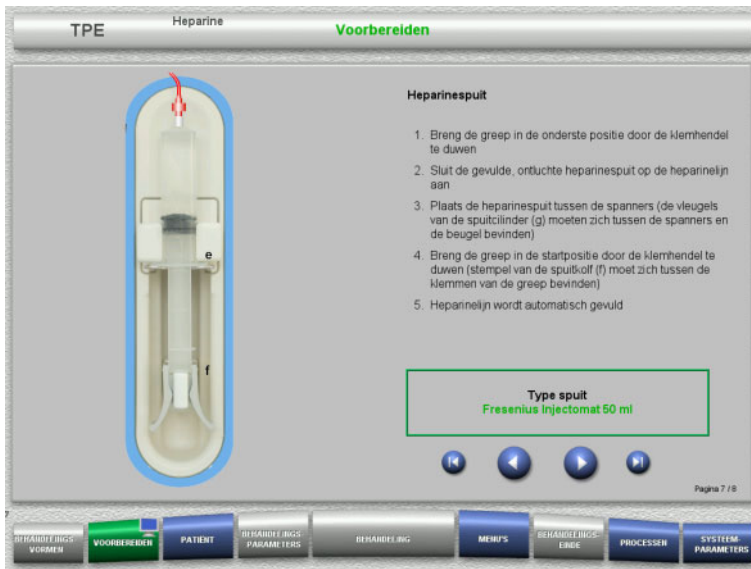 TPE
Heparine
Voorbereiden
Heparinespuit
1. Breng de greep in de onderste positie door de klemhendel
te duwen
2. Sluit de gevulde, ontluchte heparinespuit op de heparinelijn
aan
3. Plaats de heparinespuit tussen de spanners (de vleugels
van de spuitcilinder (g) moeten zich tussen de spanners en
de beugel bevinden)
4. Breng de greep in de startpositie door de klemhendel te
duwen (stempel van de spuitkolf (f) moet zich tussen de
klemmen van de greep bevinden)
5. Heparinelijn wordt automatisch gevuld
e
f
Type spuit
Fresenius Injectomat 50 ml
Pagina 7 / 8
BEHANDELINGS-
VORMEN
VOORBEREIDEN
PATIËNT
BEHANDELINGS-
PARAMETERS
BEHANDELING
MENU'S
BEHANDELINGS-
EINDE
PROCESSEN
SYSTEEM-
PARAMETERS